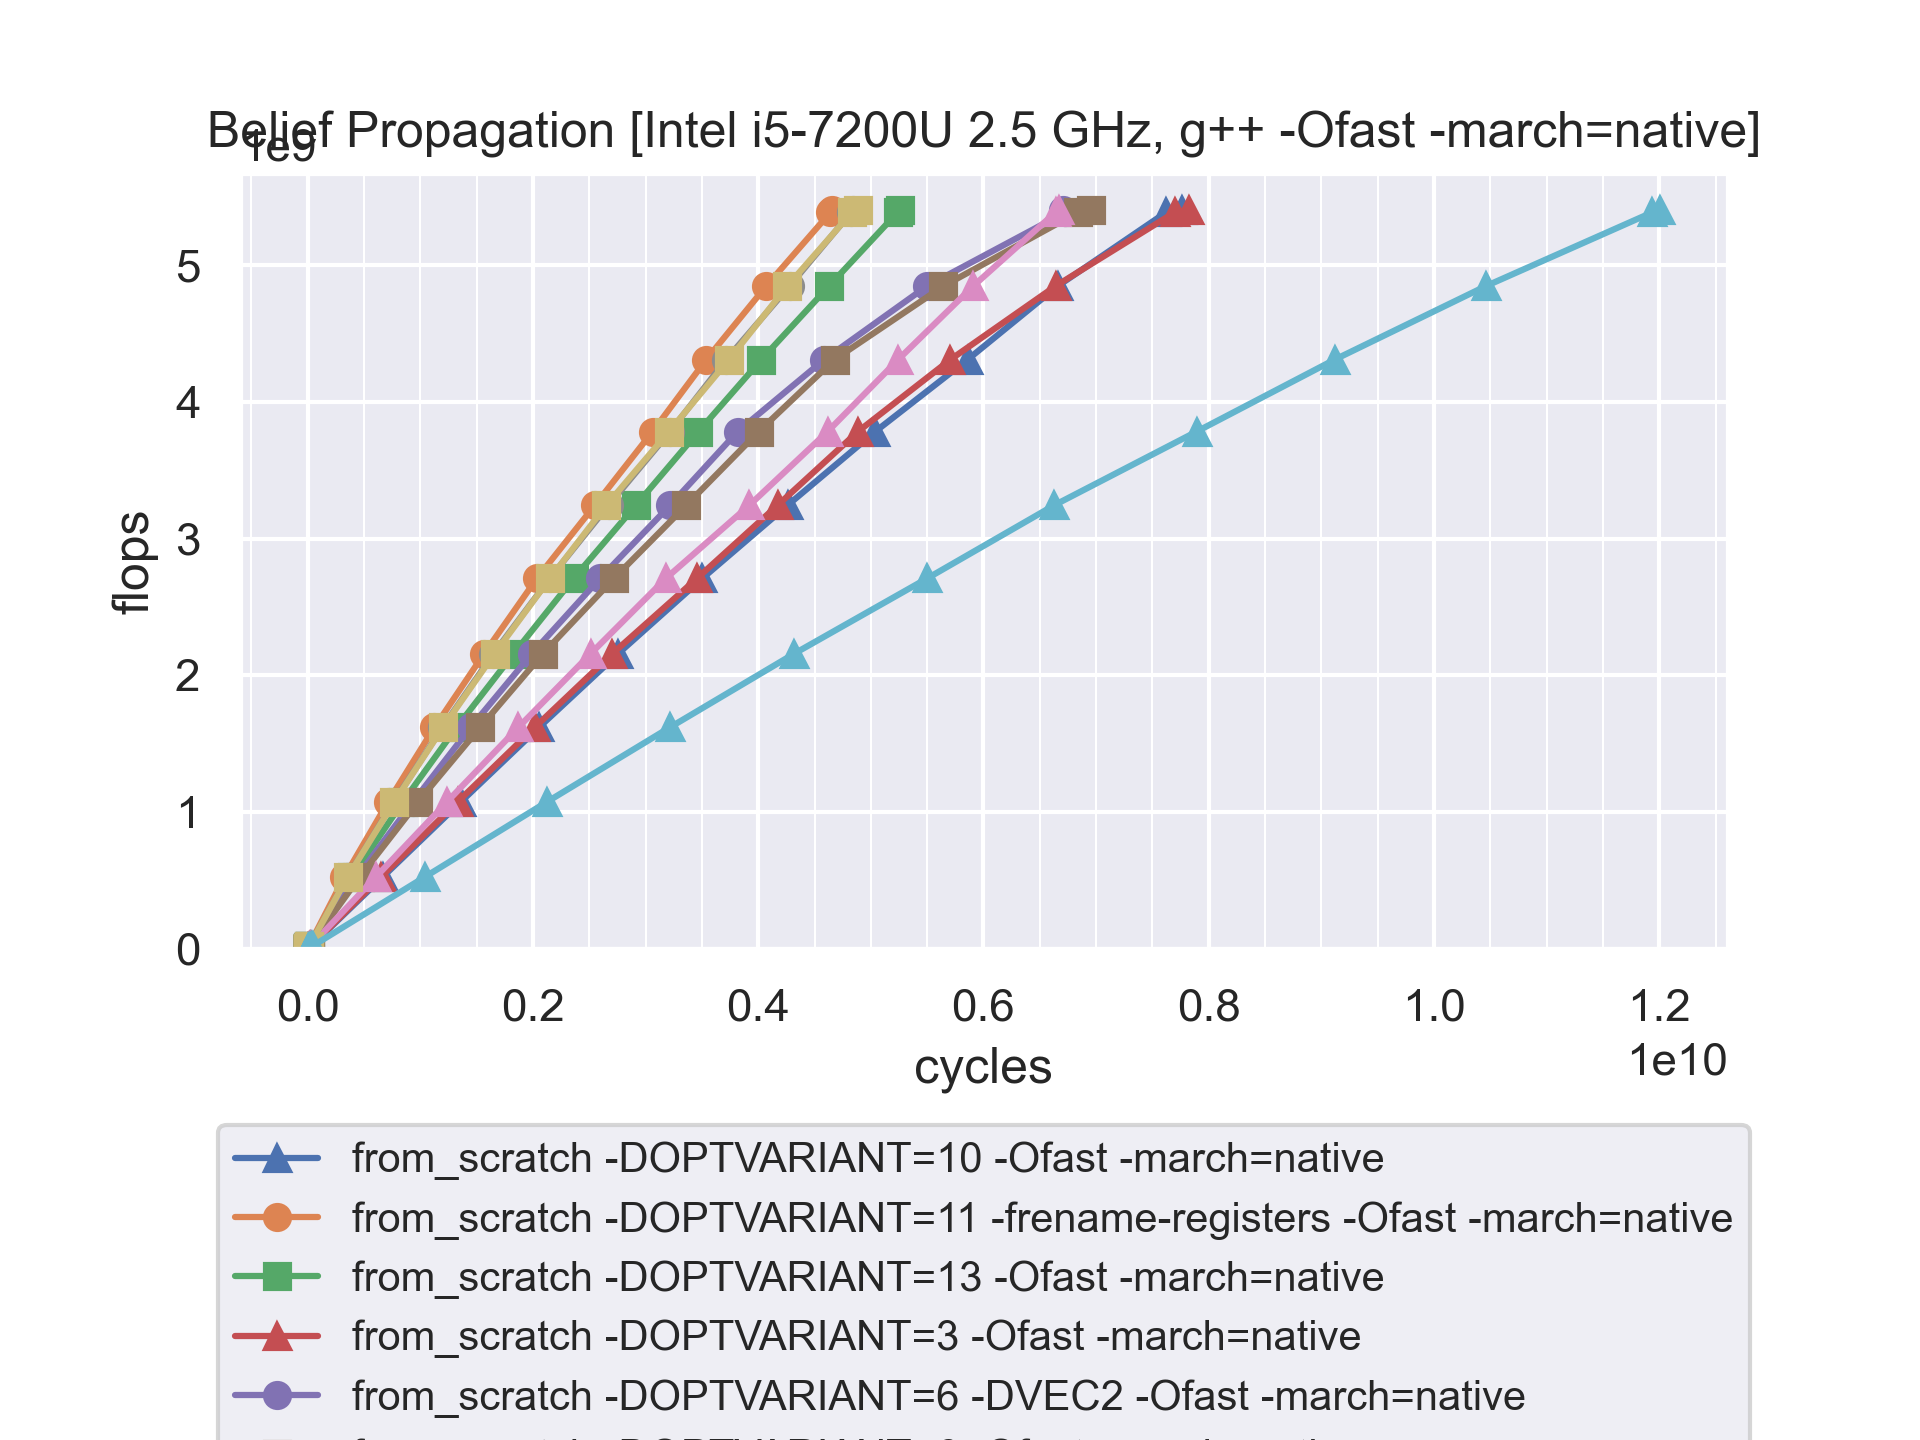 Belief Propagation [Intel i5-7200U 2.5 GHz, g++ -Ofast -march=native]
1e9
5
4
3
2
1
0
flops
0.0 0.2 0.4 0.6 0.8 1.0 1.2
1e10
cycles
from_scratch -DOPTVARIANT=10 -Ofast -march=native
from_scratch -DOPTVARIANT=11 -frename-registers -Ofast -march=native
from_scratch -DOPTVARIANT=13 -Ofast -march=native
from_scratch -DOPTVARIANT=3 -Ofast -march=native
from_scratch -DOPTVARIANT=6 -DVEC2 -Ofast -march=native